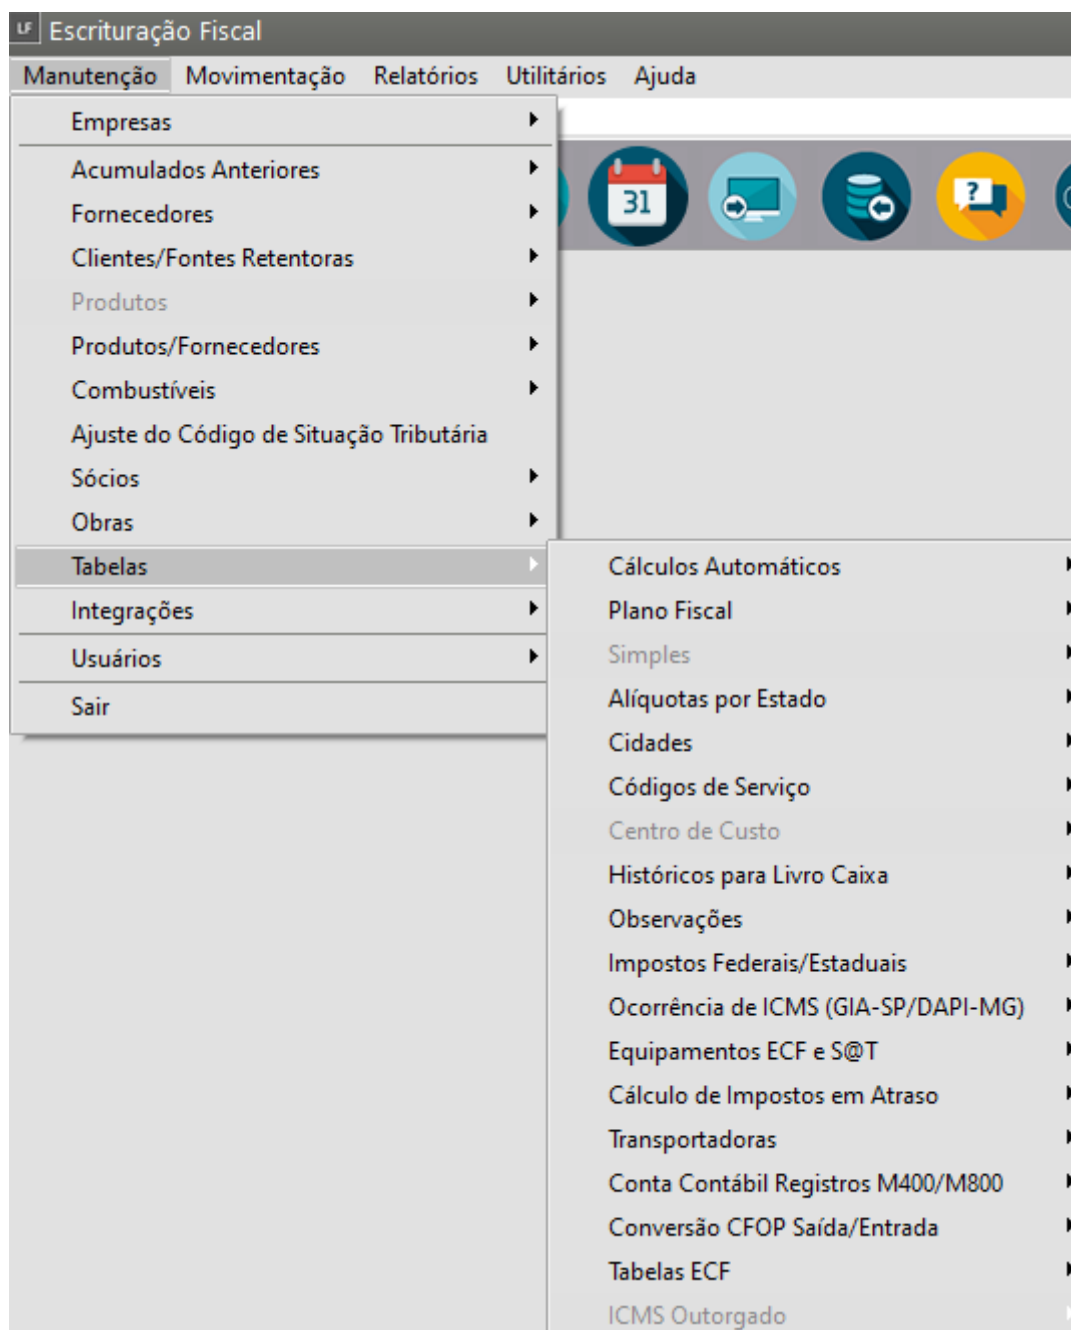 LF Escrituração Fiscal
Manutenção Movimentação Relatórios Utilitários Ajuda
Empresas
Acumulados Anteriores
Fornecedores
Clientes/Fontes Retentoras
Produtos
Produtos/Fornecedores
Combustíveis
Ajuste do Código de Situação Tributária
Sócios
Obras
Tabelas
Integrações
Usuários
Sair
31
?
Cálculos Automáticos
Plano Fiscal
Simples
Alíquotas por Estado
Cidades
Códigos de Serviço
Centro de Custo
Históricos para Livro Caixa
Observações
Impostos Federais/Estaduais
Ocorrência de ICMS (GIA-SP/DAPI-MG)
Equipamentos ECF e S@T
Cálculo de Impostos em Atraso
Transportadoras
Conta Contábil Registros M400/M800
Conversão CFOP Saída/Entrada
Tabelas ECF
ICMS Outorgado